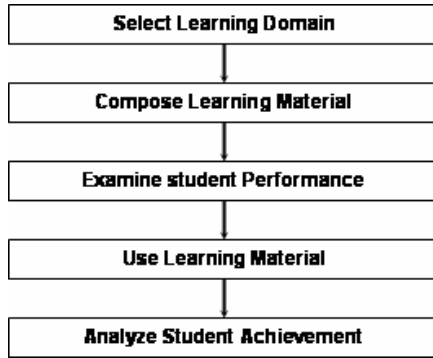 Select Learning Domain
Compose Learning Material
Examine student Performance
Use Learning Material
Analyze Student Achievement